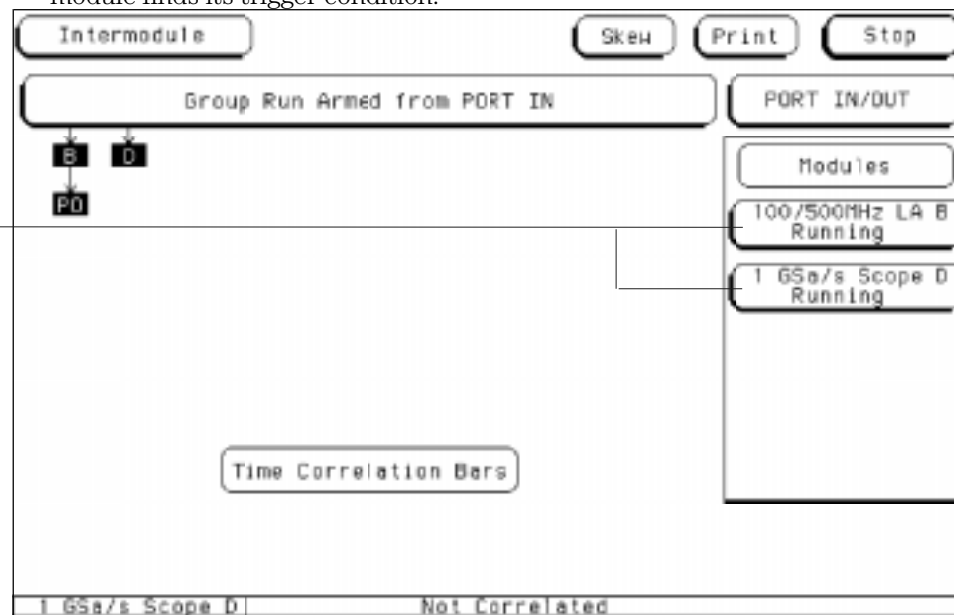 module finds its trigger condition.
Intermodule
Skew
Print
Stop
Group Run Armed from PORT IN
PORT IN/OUT
B
D
PO
Modules
100/500MHz LA B
Running
1 GSa/s Scope D
Running
Time Correlation Bars
1 GSa/s Scope D
Not Correlated